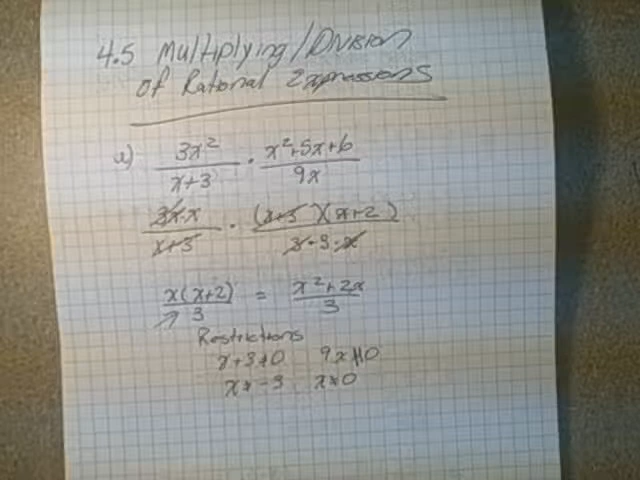 4.5 Multiplying/Division
of Rational Expressions
a) 3x²/x+3 · x²+5x+6/9x
3x·x/x+3 · (x+3)(x+2)/3·3·x
x(x+2)/3 = x²+2x/3
Restrictions
x+3≠0 9x≠0
x≠-3 x≠0